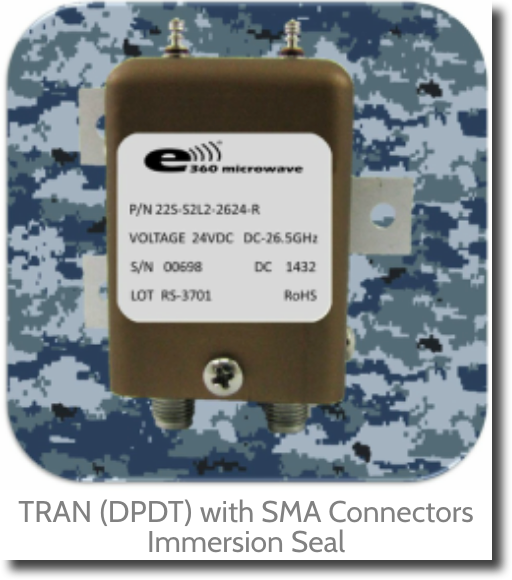 e
360 microwave
P/N 22S-S2L2-2624-R
VOLTAGE 24VDC DC-26.5GHz
S/N 00698 DC 1432
LOT RS-3701 RoHS
TRAN (DPDT) with SMA Connectors
Immersion Seal